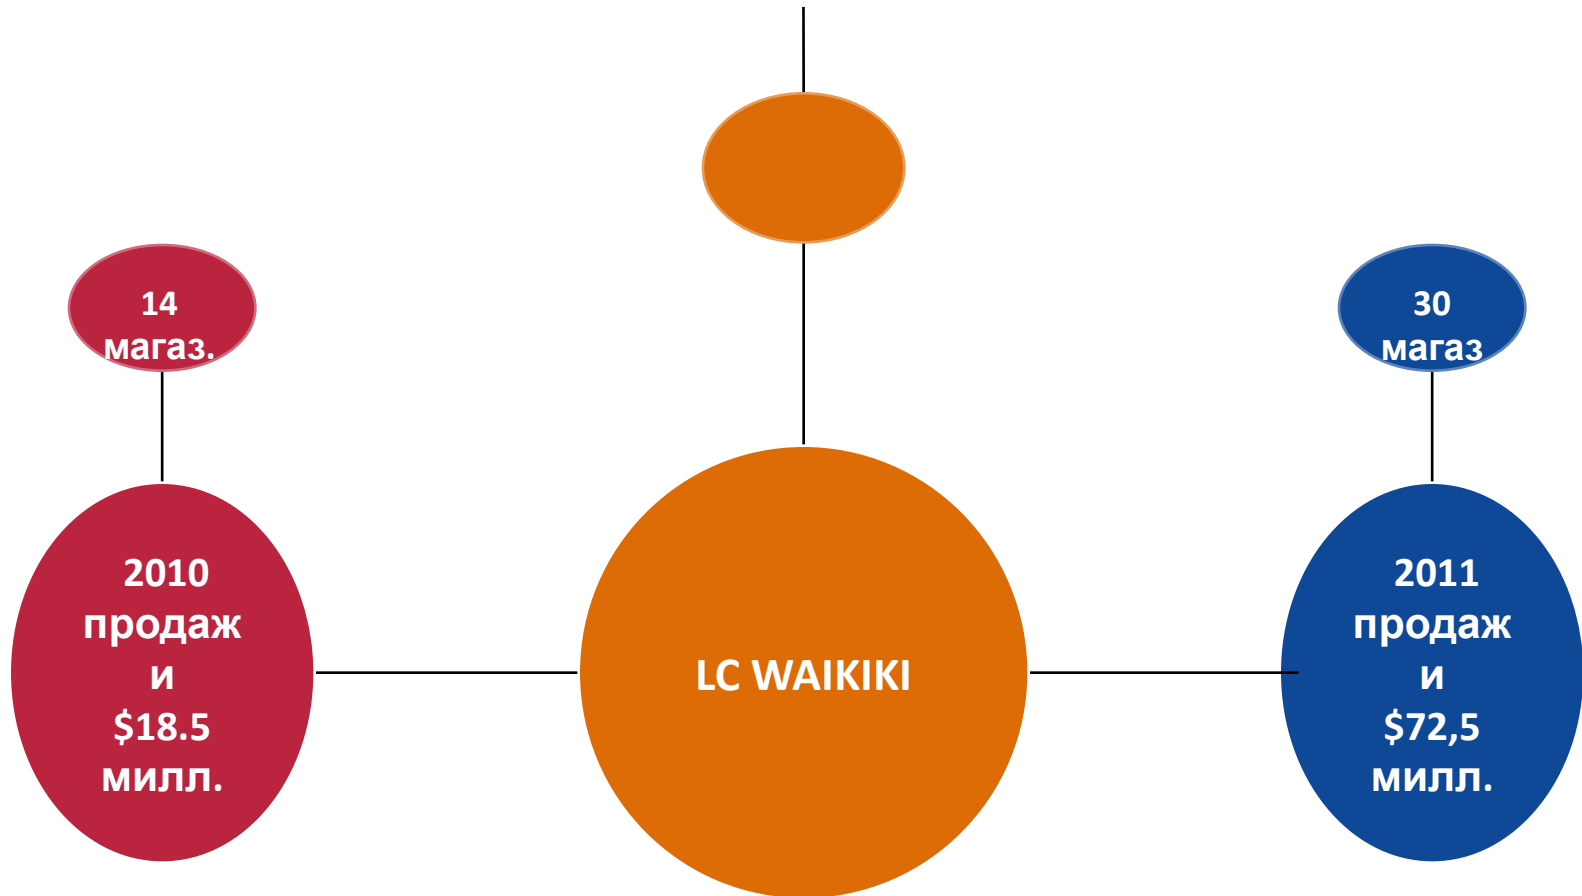 14
магаз.
30
магаз
2010
продаж
и
$18.5
милл.
LC WAIKIKI
2011
продаж
и
$72,5
милл.